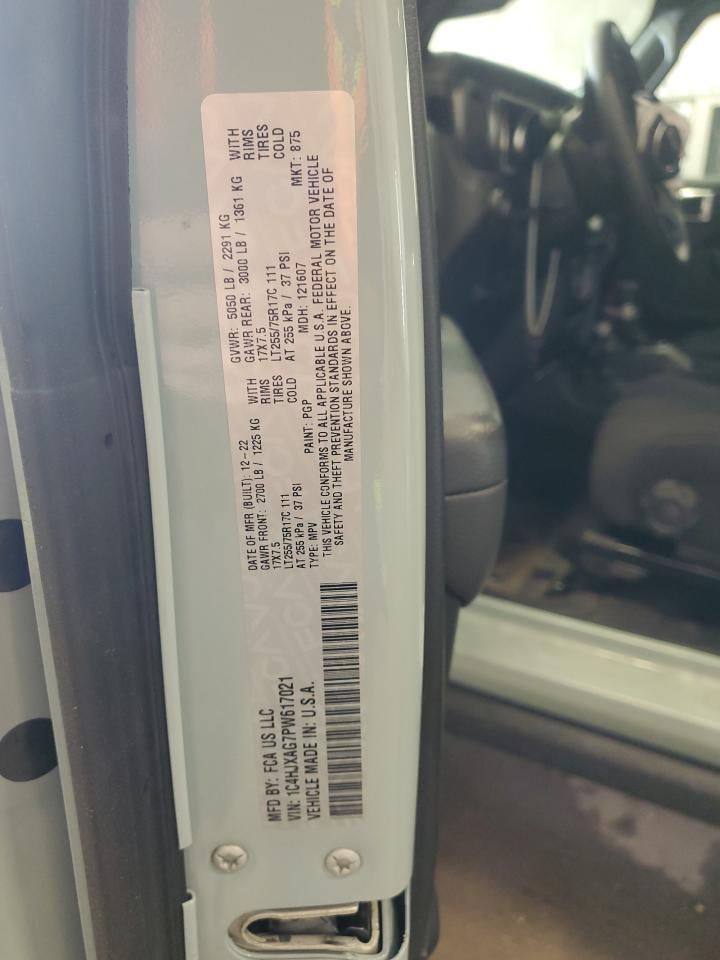 MFD BY: FCA US LLC
VIN: 1C4HJXAG7PW617021
VEHICLE MADE IN: U.S.A.
DATE OF MFR (BUILT): 12-22
GVWR: 5050 LB / 2291 KG
GAWR FRONT: 2700 LB / 1225 KG WITH
GAWR REAR: 3000 LB / 1361 KG WITH
17X7.5 RIMS
17X7.5 RIMS
LT255/75R17C 111 TIRES
LT255/75R17C 111 TIRES
AT 255 kPa / 37 PSI COLD
AT 255 kPa / 37 PSI COLD
TYPE: MPV PAINT: PGP MDH: 121607 MKT: 875
THIS VEHICLE CONFORMS TO ALL APPLICABLE U.S.A. FEDERAL MOTOR VEHICLE
SAFETY AND THEFT PREVENTION STANDARDS IN EFFECT ON THE DATE OF
MANUFACTURE SHOWN ABOVE.